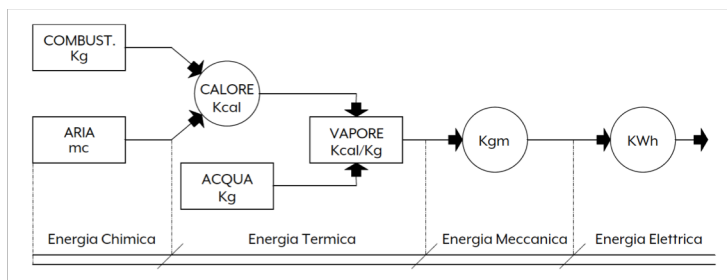 COMBUST.
Kg
CALORE
Kcal
ARIA
mc
VAPORE
Kcal/Kg
Kgm
KWh
ACQUA
Kg
Energia Chimica
Energia Termica
Energia Meccanica
Energia Elettrica